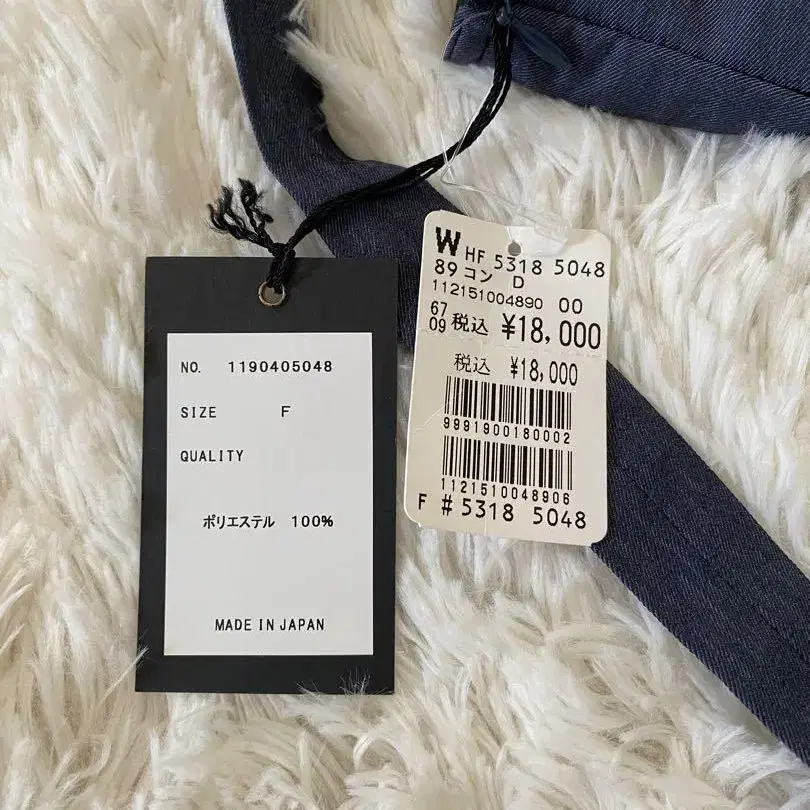 NO. 1190405048
SIZE F
QUALITY
ポリエステル 100%
MADE IN JAPAN
W HF 5318 5048
89 コン D
112151004890 00
67
09 税込 ¥18,000
税込 ¥18,000
9991900180002
1121510048906
F #5318 5048